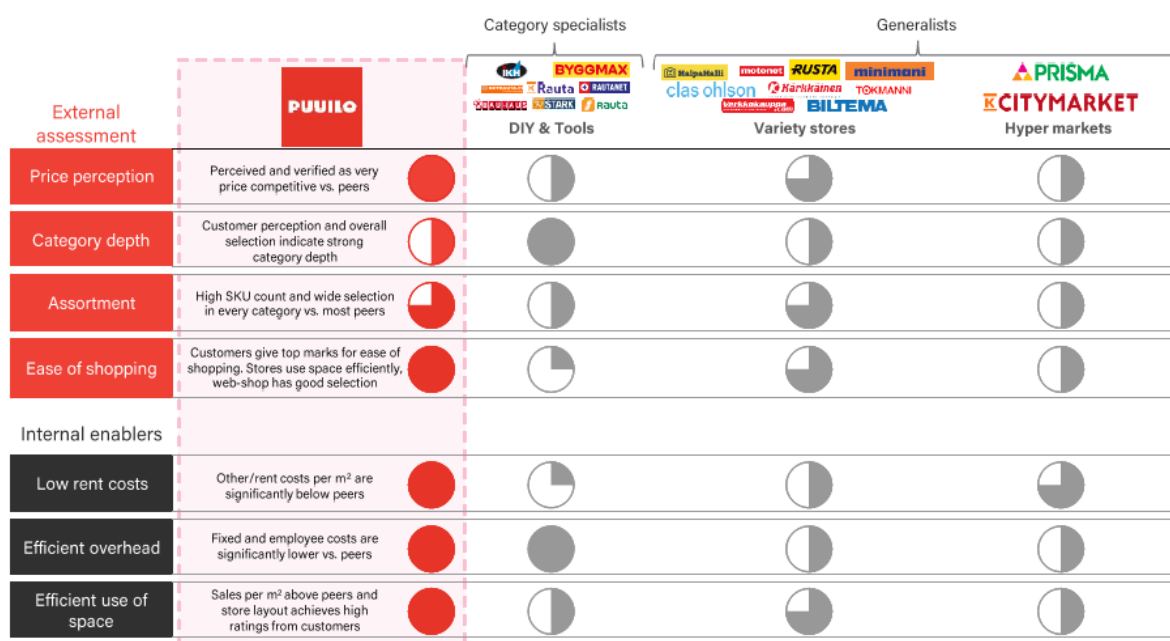 Category specialists
Generalists
PUUILO
IKH
BYGGMAX
K Rauta
RAUTANET
BAUHAUS
STARK
Rauta
HalpaHalli
motonet
RUSTA
minimani
clas ohlson
Kärkkäinen
TOKMANNI
verkkokauppa.com
BILTEMA
PRISMA
K CITYMARKET
External
assessment
DIY & Tools
Variety stores
Hyper markets
Price perception
Perceived and verified as very
price competitive vs. peers
Category depth
Customer perception and overall
selection indicate strong
category depth
Assortment
High SKU count and wide selection
in every category vs. most peers
Ease of shopping
Customers give top marks for ease of
shopping. Stores use space efficiently,
web-shop has good selection
Internal enablers
Low rent costs
Other/rent costs per m² are
significantly below peers
Efficient overhead
Fixed and employee costs are
significantly lower vs. peers
Efficient use of
space
Sales per m² above peers and
store layout achieves high
ratings from customers